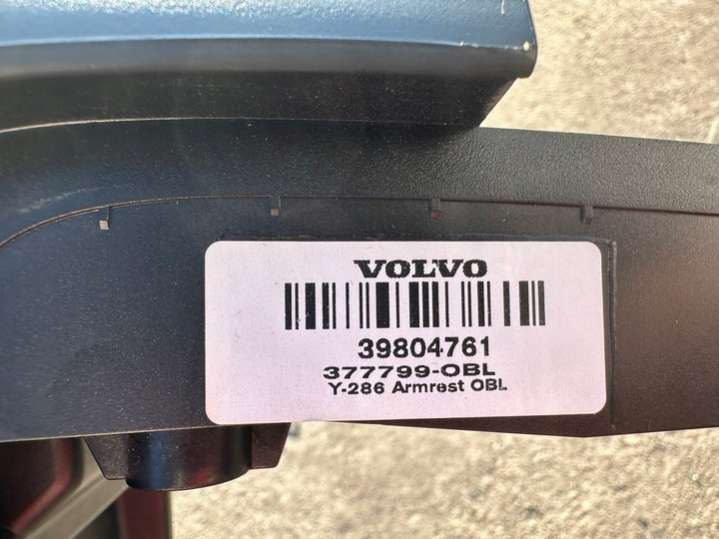 VOLVO
39804761
377799-OBL
Y-286 Armrest OBL